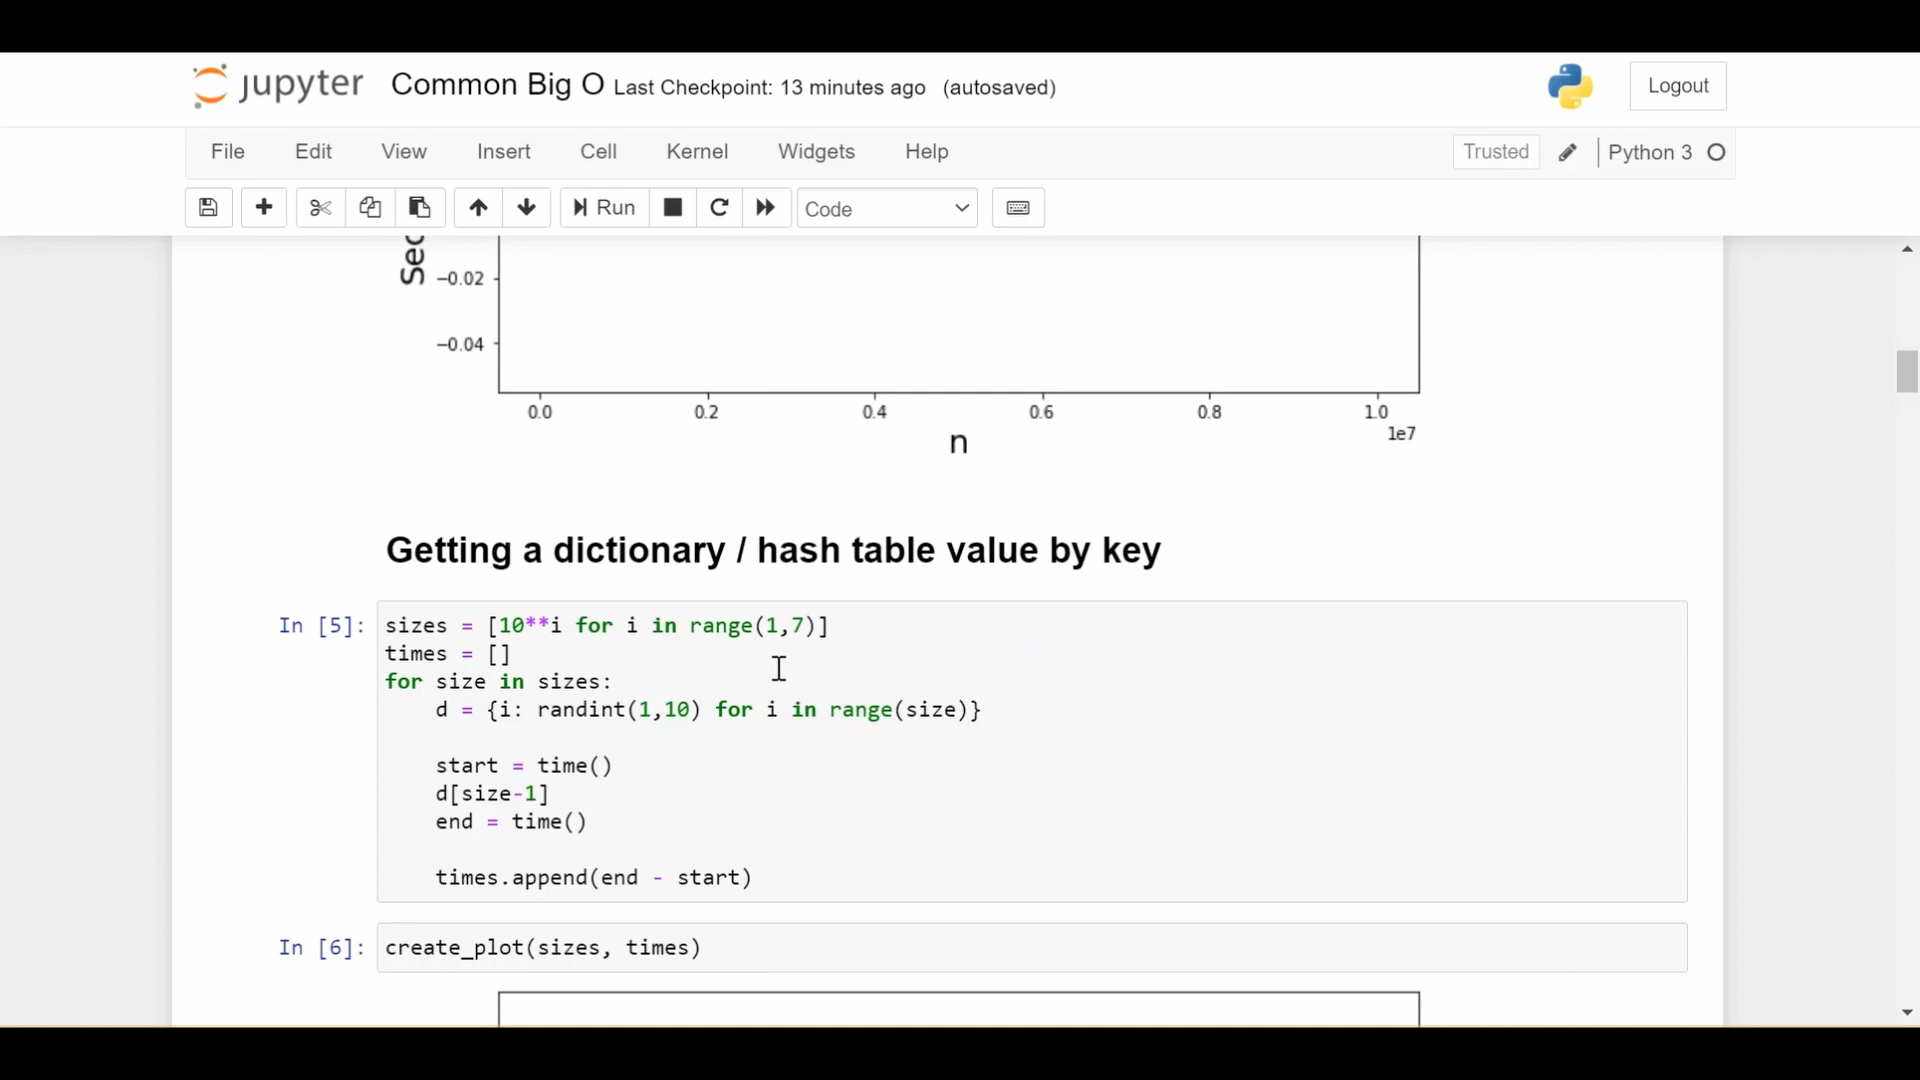 jupyter Common Big O Last Checkpoint: 13 minutes ago (autosaved) Logout
File Edit View Insert Cell Kernel Widgets Help Trusted Python 3
Run Code
−0.02
−0.04
0.0 0.2 0.4 0.6 0.8 1.0
1e7
n
Getting a dictionary / hash table value by key
In [5]: sizes = [10**i for i in range(1,7)]
times = []
for size in sizes:
d = {i: randint(1,10) for i in range(size)}
start = time()
d[size-1]
end = time()
times.append(end - start)
In [6]: create_plot(sizes, times)